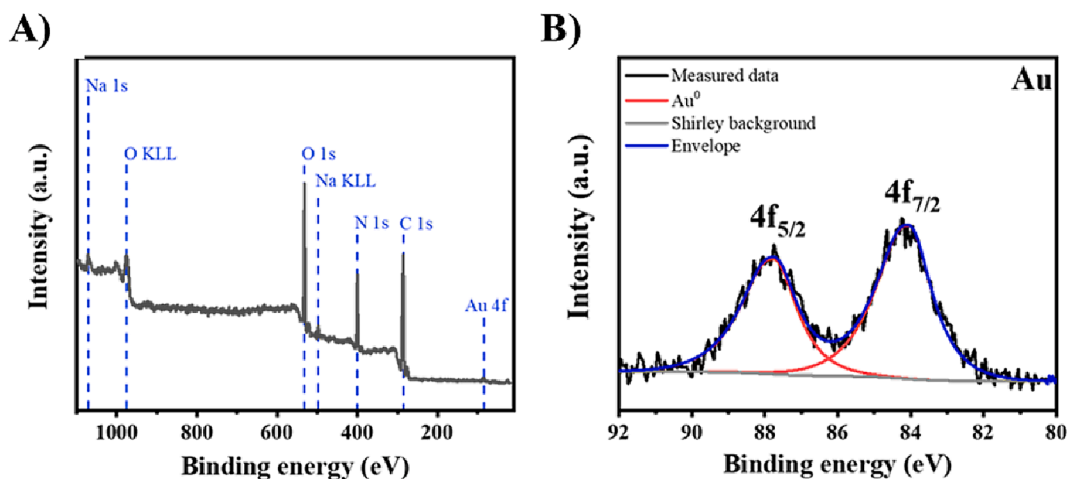 A)
Na 1s
O KLL
O 1s
Na KLL
N 1s
C 1s
Au 4f
Intensity (a.u.)
1000
800
600
400
200
Binding energy (eV)
B)
Measured data
Au⁰
Shirley background
Envelope
Au
4f₅/₂
4f₇/₂
Intensity (a.u.)
92
90
88
86
84
82
80
Binding energy (eV)